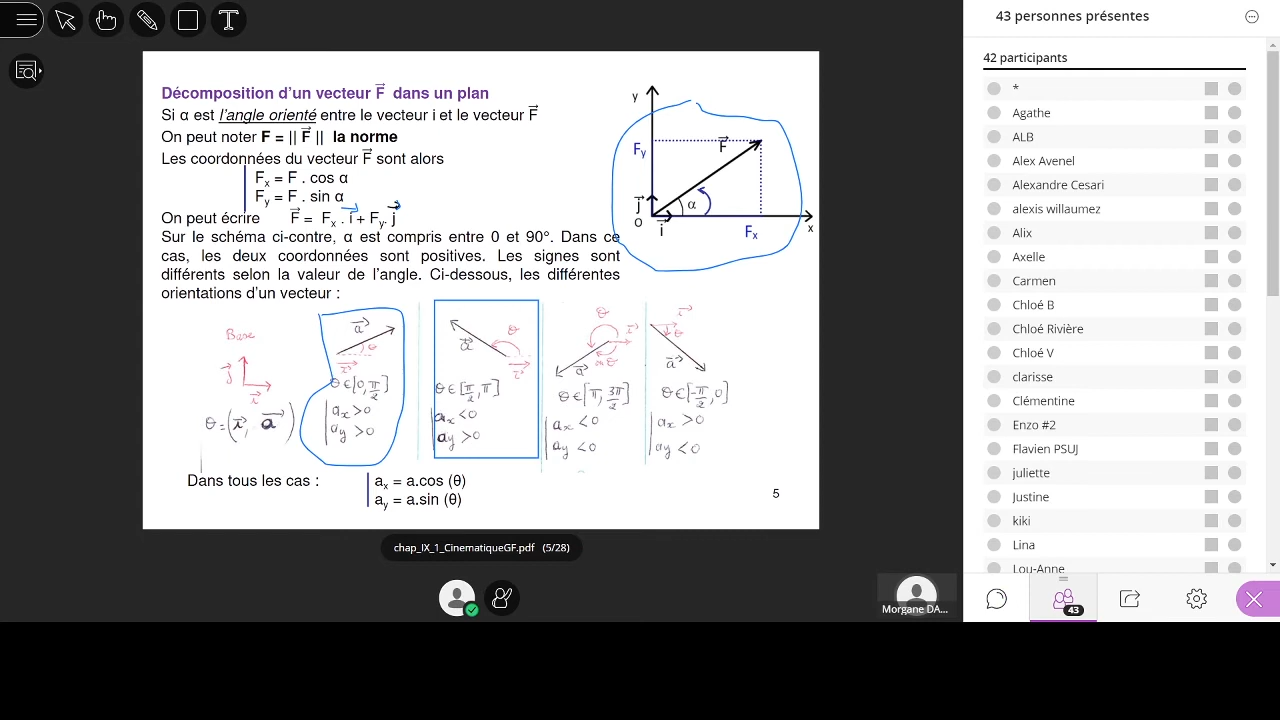 T
43 personnes présentes
42 participants
*
Agathe
ALB
Alex Avenel
Alexandre Cesari
alexis willaumez
Alix
Axelle
Carmen
Chloé B
Chloé Rivière
Chloé V
clarisse
Clémentine
Enzo #2
Flavien PSUJ
juliette
Justine
kiki
Lina
Lou-Anne
43
Décomposition d'un vecteur F⃗ dans un plan
Si α est l'angle orienté entre le vecteur i et le vecteur F⃗
On peut noter F = || F⃗ || la norme
Les coordonnées du vecteur F⃗ sont alors
Fx = F . cos α
Fy = F . sin α
On peut écrire F⃗ = Fx . i⃗ + Fy. j⃗
Sur le schéma ci-contre, α est compris entre 0 et 90°. Dans ce
cas, les deux coordonnées sont positives. Les signes sont
différents selon la valeur de l'angle. Ci-dessous, les différentes
orientations d'un vecteur :
y
F⃗
Fy
j⃗
α
O
i⃗
Fx
x
Base
j⃗
i⃗
θ = (i⃗, a⃗)
a⃗
θ
i⃗
θ ∈ [0, π/2]
ax > 0
ay > 0
a⃗
θ
i⃗
θ ∈ [π/2, π]
ax < 0
ay > 0
θ
i⃗
θ
a⃗
θ ∈ [π, 3π/2]
ax < 0
ay < 0
i⃗
θ
a⃗
θ ∈ [-π/2, 0]
ax > 0
ay < 0
Dans tous les cas :
ax = a.cos (θ)
ay = a.sin (θ)
5
chap_IX_1_CinematiqueGF.pdf (5/28)
Morgane DA...